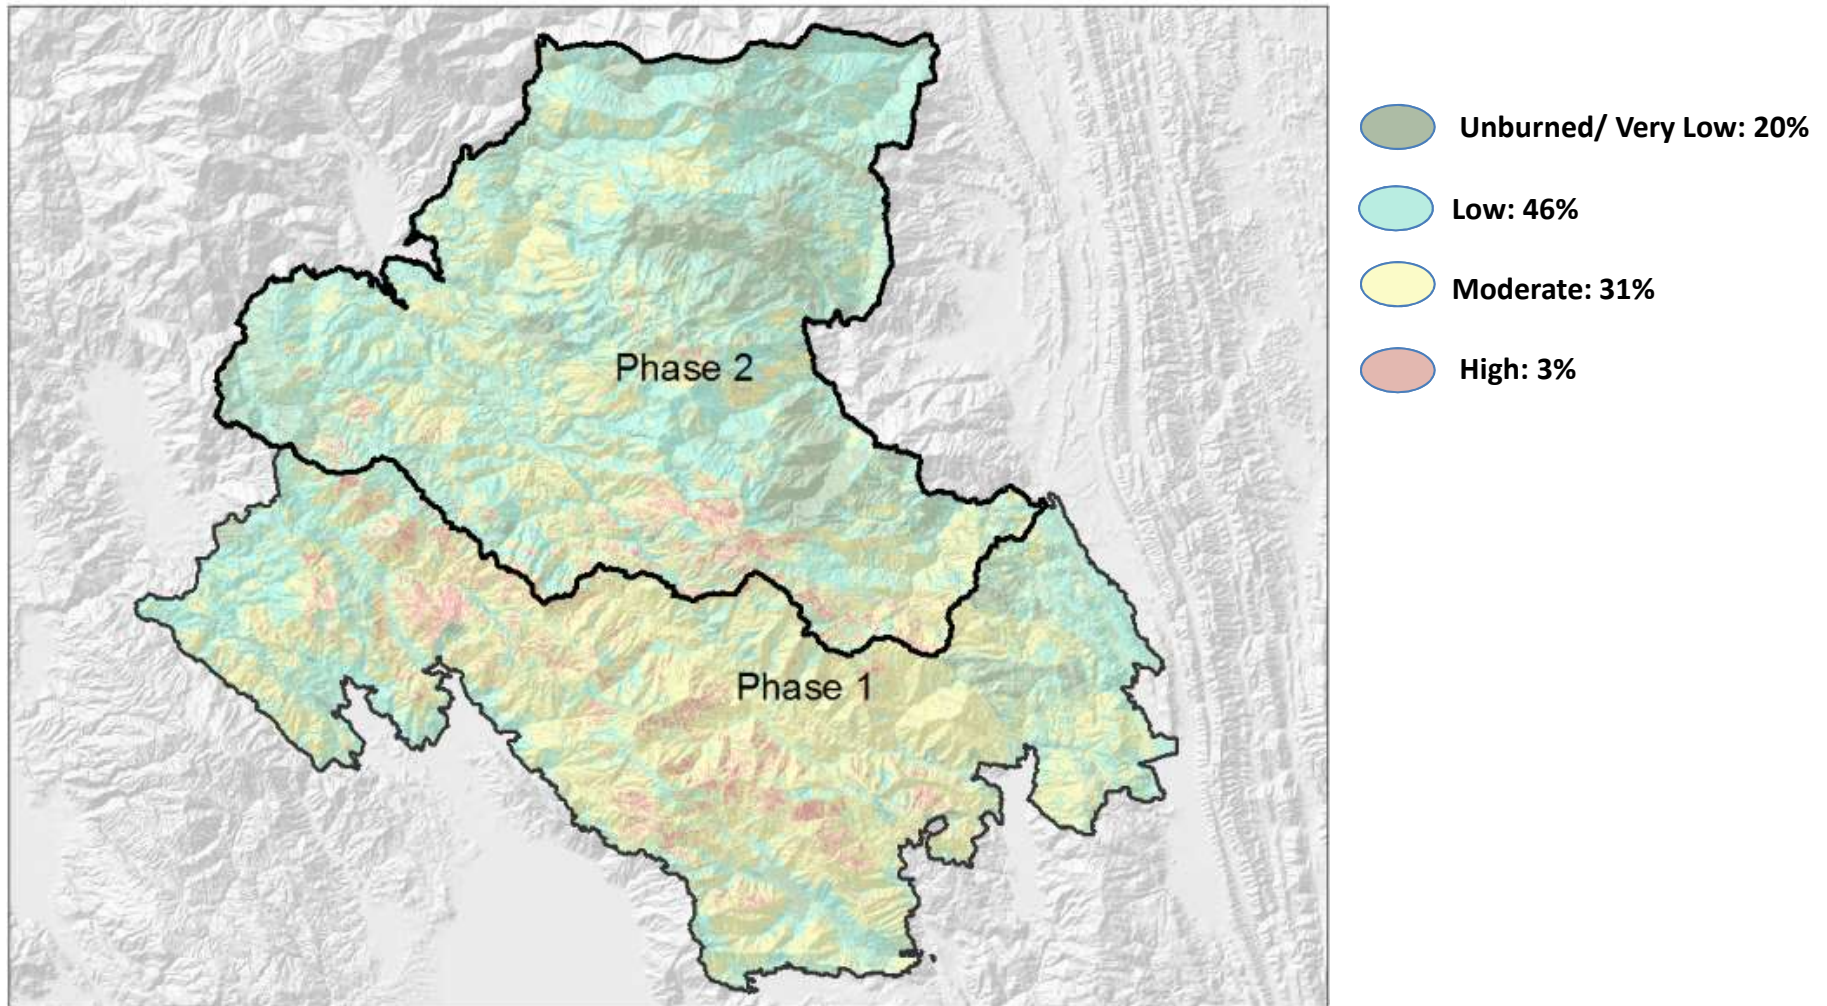 Unburned/ Very Low: 20%
Low: 46%
Moderate: 31%
High: 3%
Phase 2
Phase 1